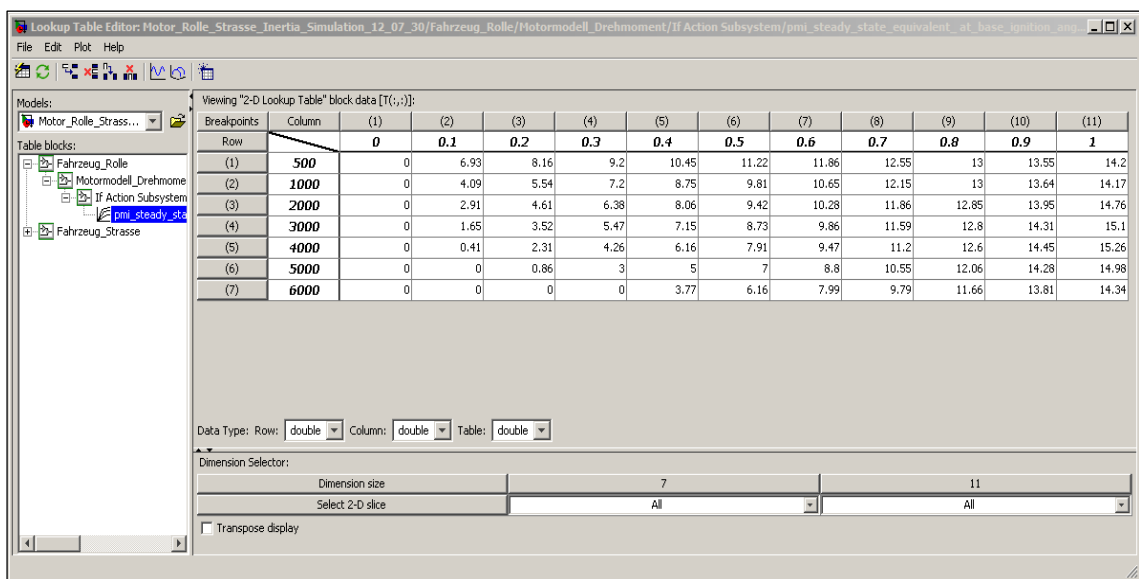 Lookup Table Editor: Motor_Rolle_Strasse_Inertia_Simulation_12_07_30/Fahrzeug_Rolle/Motormodell_Drehmoment/If Action Subsystem/pmi_steady_state_equivalent_ at_base_ignition_ang...
File Edit Plot Help
Models:
Motor_Rolle_Strass...
Table blocks:
Fahrzeug_Rolle
Motormodell_Drehmome
If Action Subsystem
pmi_steady_sta
Fahrzeug_Strasse
Viewing "2-D Lookup Table" block data [T(:,:)]:
Breakpoints Column (1) (2) (3) (4) (5) (6) (7) (8) (9) (10) (11)
Row 0 0.1 0.2 0.3 0.4 0.5 0.6 0.7 0.8 0.9 1
(1) 500 0 6.93 8.16 9.2 10.45 11.22 11.86 12.55 13 13.55 14.2
(2) 1000 0 4.09 5.54 7.2 8.75 9.81 10.65 12.15 13 13.64 14.17
(3) 2000 0 2.91 4.61 6.38 8.06 9.42 10.28 11.86 12.85 13.95 14.76
(4) 3000 0 1.65 3.52 5.47 7.15 8.73 9.86 11.59 12.8 14.31 15.1
(5) 4000 0 0.41 2.31 4.26 6.16 7.91 9.47 11.2 12.6 14.45 15.26
(6) 5000 0 0 0.86 3 5 7 8.8 10.55 12.06 14.28 14.98
(7) 6000 0 0 0 0 3.77 6.16 7.99 9.79 11.66 13.81 14.34
Data Type: Row: double Column: double Table: double
Dimension Selector:
Dimension size 7 11
Select 2-D slice All All
Transpose display